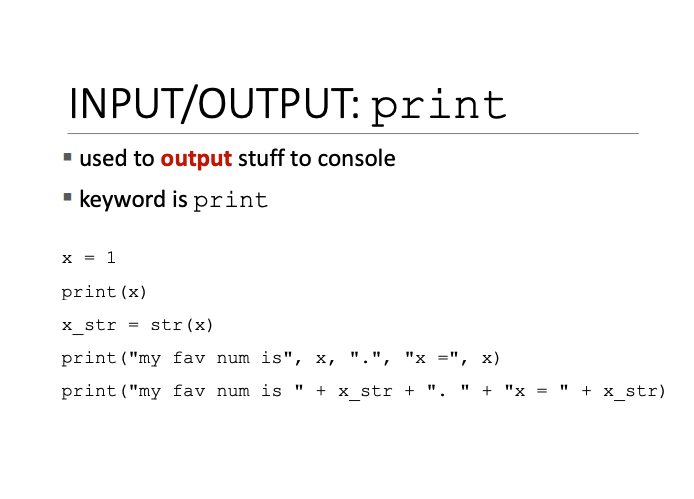 INPUT/OUTPUT: print
▪ used to output stuff to console
▪ keyword is print
x = 1
print(x)
x_str = str(x)
print("my fav num is", x, ".", "x =", x)
print("my fav num is " + x_str + ". " + "x = " + x_str)